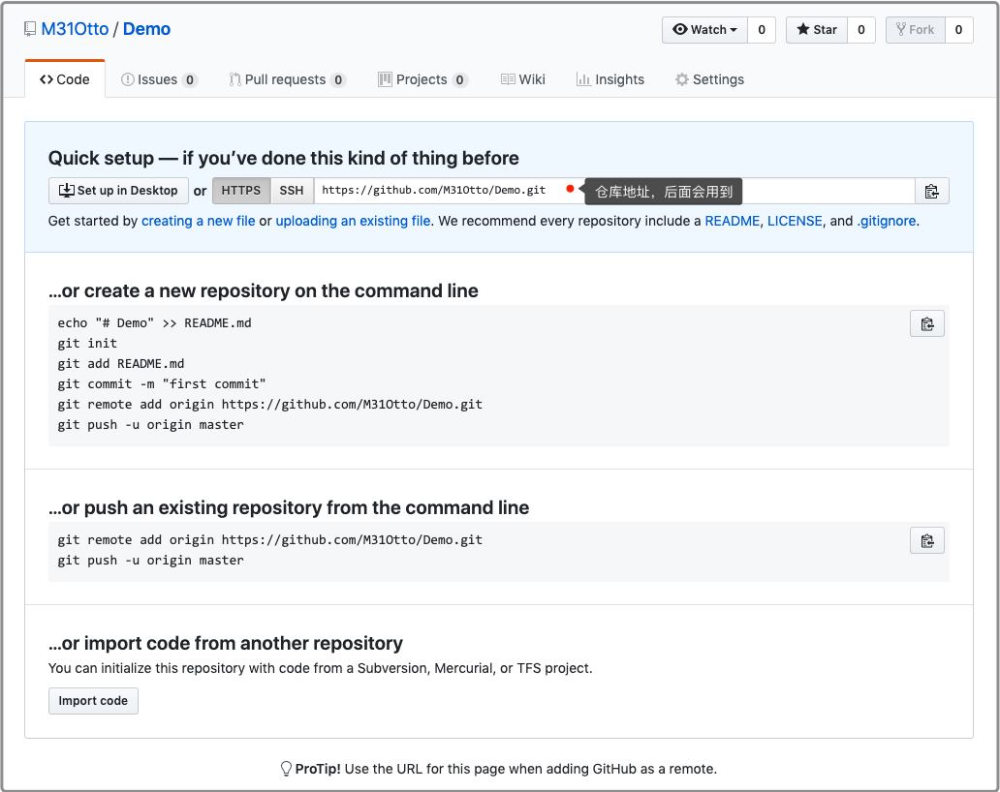 M31Otto / Demo
Watch 0 Star 0 Fork 0
Code Issues 0 Pull requests 0 Projects 0 Wiki Insights Settings
Quick setup — if you’ve done this kind of thing before
Set up in Desktop or HTTPS SSH https://github.com/M31Otto/Demo.git 仓库地址，后面会用到
Get started by creating a new file or uploading an existing file. We recommend every repository include a README, LICENSE, and .gitignore.
…or create a new repository on the command line
echo "# Demo" >> README.md
git init
git add README.md
git commit -m "first commit"
git remote add origin https://github.com/M31Otto/Demo.git
git push -u origin master
…or push an existing repository from the command line
git remote add origin https://github.com/M31Otto/Demo.git
git push -u origin master
…or import code from another repository
You can initialize this repository with code from a Subversion, Mercurial, or TFS project.
Import code
ProTip! Use the URL for this page when adding GitHub as a remote.